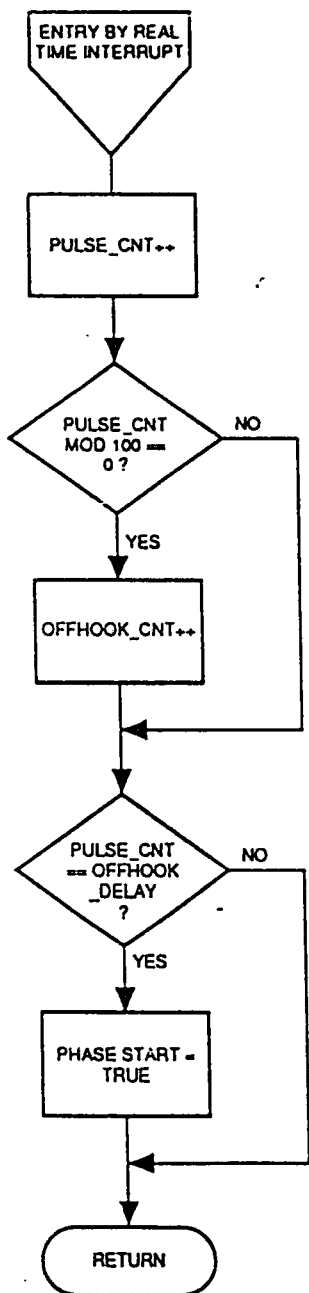 ENTRY BY REAL
TIME INTERRUPT
PULSE_CNT++
PULSE_CNT
MOD 100 ==
0 ?
NO
YES
OFFHOOK_CNT++
PULSE_CNT
== OFFHOOK
_DELAY
?
NO
YES
PHASE START =
TRUE
RETURN